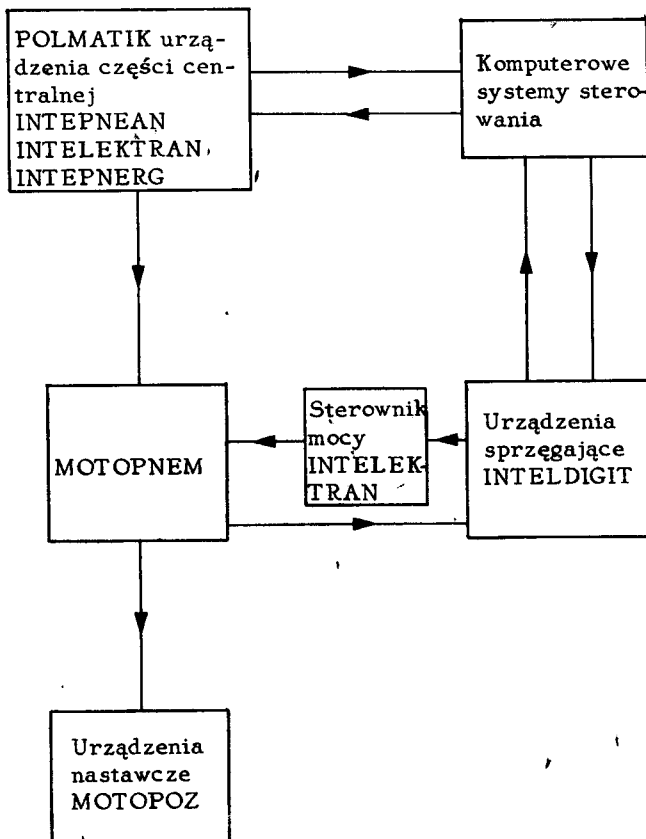 POLMATIK urzą-
dzenia części cen-
tralnej
INTEPNEAN
INTELEKTRAN,
INTEPNERG
Komputerowe
systemy stero-
wania
Sterownik
mocy
INTELEK-
TRAN
Urządzenia
sprzęgające
INTELDIGIT
MOTOPNEM
Urządzenia
nastawcze
MOTOPOZ